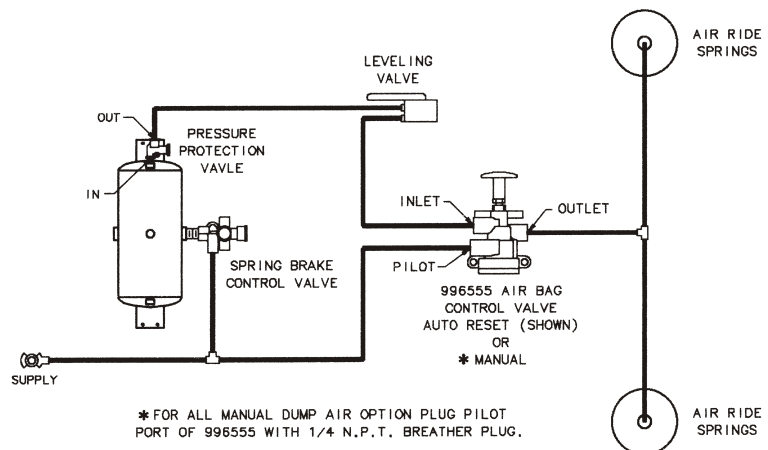 AIR RIDE
SPRINGS
LEVELING
VALVE
OUT
PRESSURE
PROTECTION
VAVLE
IN
INLET
OUTLET
SPRING BRAKE
CONTROL VALVE
PILOT
996555 AIR BAG
CONTROL VALVE
AUTO RESET (SHOWN)
OR
* MANUAL
SUPPLY
* FOR ALL MANUAL DUMP AIR OPTION PLUG PILOT
PORT OF 996555 WITH 1/4 N.P.T. BREATHER PLUG.
AIR RIDE
SPRINGS